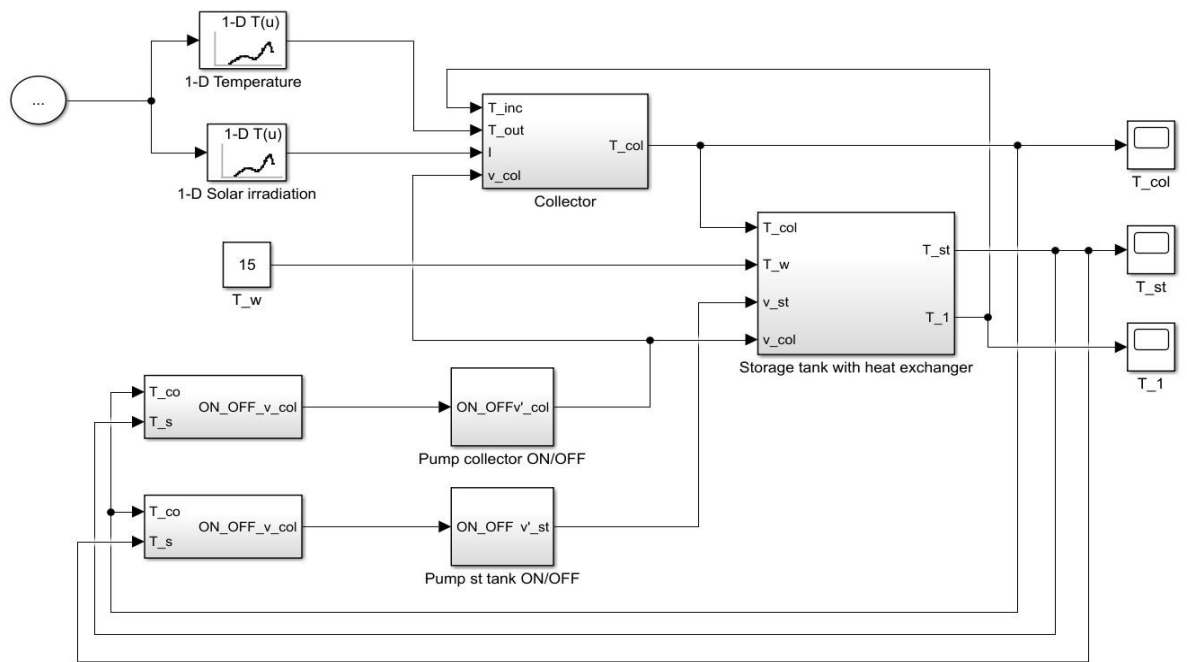 1-D T(u)
1-D Temperature
...
1-D T(u)
1-D Solar irradiation
T_inc
T_out
I
v_col
T_col
Collector
T_col
T_col
T_w
v_st
v_col
T_st
T_1
Storage tank with heat exchanger
T_st
T_1
15
T_w
T_co
T_s
ON_OFF_v_col
ON_OFF
v'_col
Pump collector ON/OFF
T_co
T_s
ON_OFF_v_col
ON_OFF
v'_st
Pump st tank ON/OFF